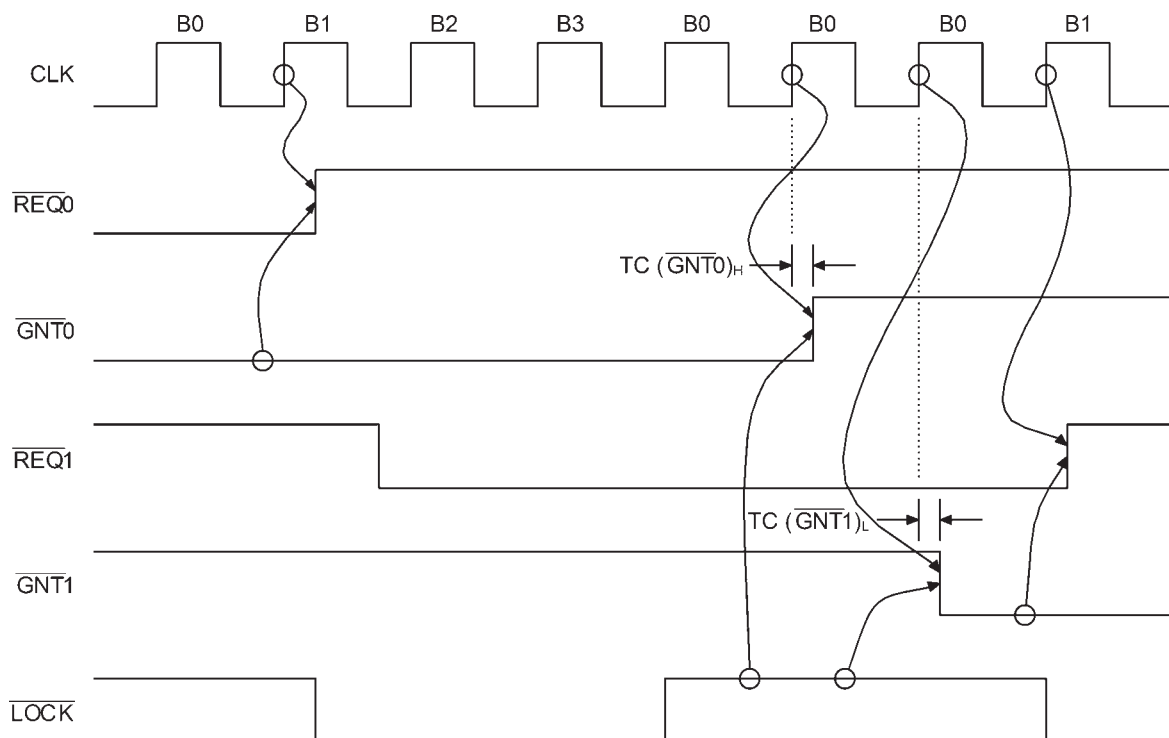 B0 B1 B2 B3 B0 B0 B0 B1
CLK
REQ0
TC (GNT0)H
GNT0
REQ1
TC (GNT1)L
GNT1
LOCK